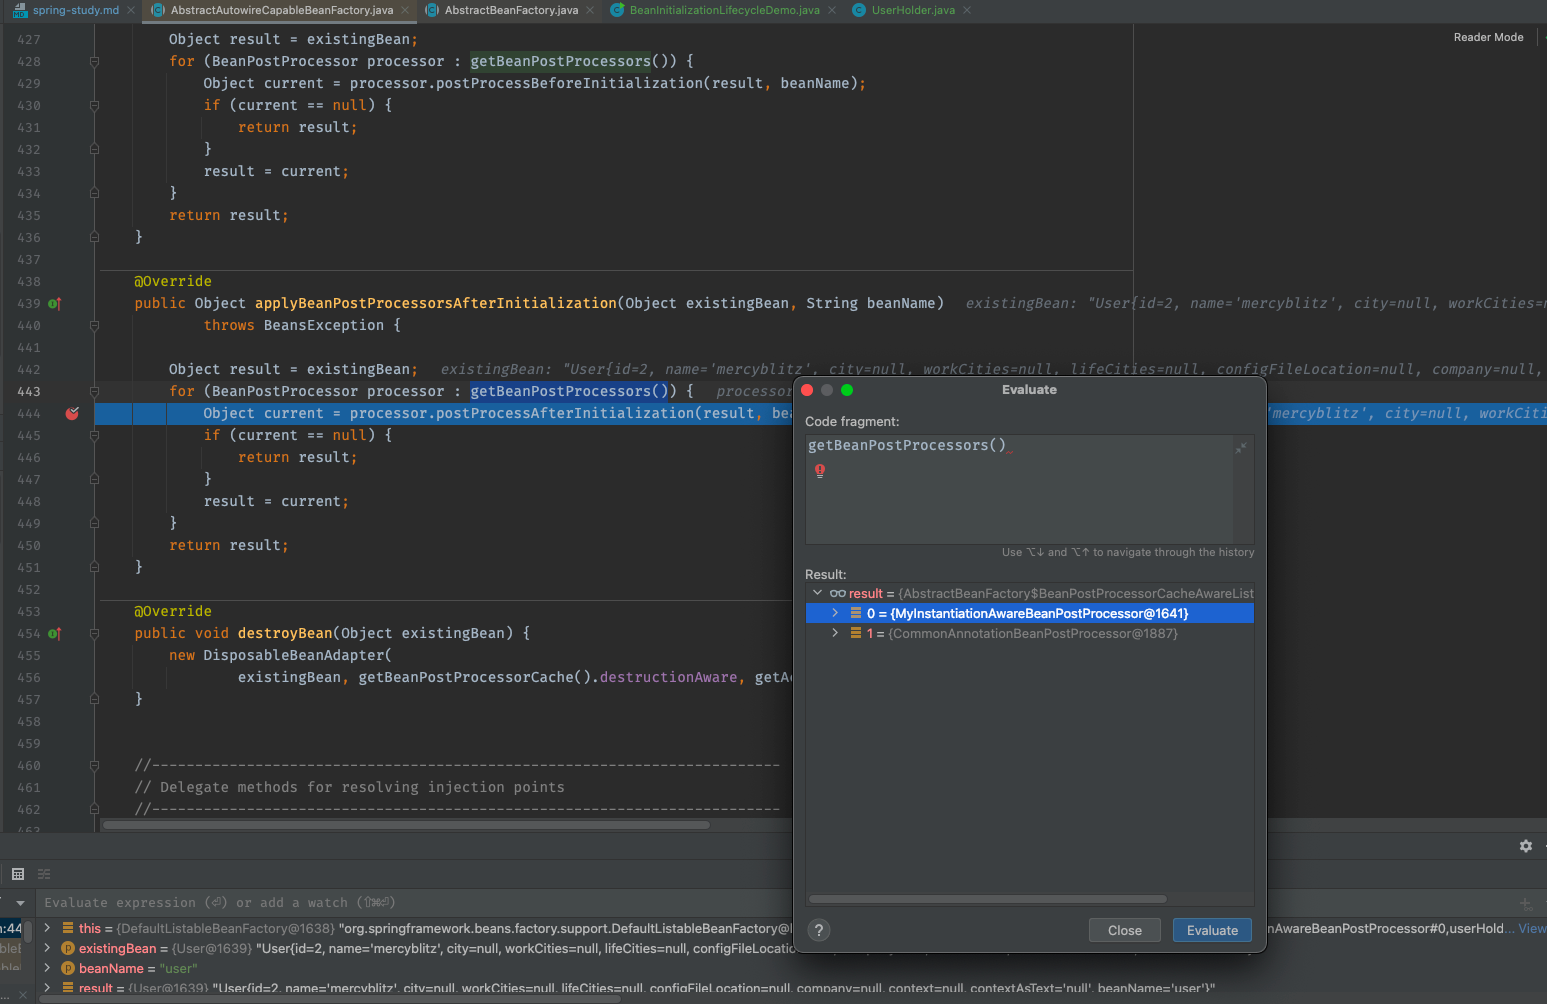 spring-study.md AbstractAutowireCapableBeanFactory.java AbstractBeanFactory.java BeanInitializationLifecycleDemo.java UserHolder.java
Reader Mode
427 Object result = existingBean;
428 for (BeanPostProcessor processor : getBeanPostProcessors()) {
429 Object current = processor.postProcessBeforeInitialization(result, beanName);
430 if (current == null) {
431 return result;
432 }
433 result = current;
434 }
435 return result;
436 }
437
438 @Override
439 public Object applyBeanPostProcessorsAfterInitialization(Object existingBean, String beanName) existingBean: "User{id=2, name='mercyblitz', city=null, workCities=n
440 throws BeansException {
441
442 Object result = existingBean; existingBean: "User{id=2, name='mercyblitz', city=null, workCities=null, lifeCities=null, configFileLocation=null, company=null,
443 for (BeanPostProcessor processor : getBeanPostProcessors()) { processor
444 Object current = processor.postProcessAfterInitialization(result, bea 'mercyblitz', city=null, workCiti
445 if (current == null) {
446 return result;
447 }
448 result = current;
449 }
450 return result;
451 }
452
453 @Override
454 public void destroyBean(Object existingBean) {
455 new DisposableBeanAdapter(
456 existingBean, getBeanPostProcessorCache().destructionAware, getA
457 }
458
459
460 //---------------------------------------------------------------------
461 // Delegate methods for resolving injection points
462 //---------------------------------------------------------------------
463
Evaluate
Code fragment:
getBeanPostProcessors()
Use ⌥↓ and ⌥↑ to navigate through the history
Result:
result = {AbstractBeanFactory$BeanPostProcessorCacheAwareList
0 = {MyInstantiationAwareBeanPostProcessor@1641}
1 = {CommonAnnotationBeanPostProcessor@1887}
? Close Evaluate
Evaluate expression (⏎) or add a watch (⇧⌘⏎)
this = {DefaultListableBeanFactory@1638} "org.springframework.beans.factory.support.DefaultListableBeanFactory@ nAwareBeanPostProcessor#0,userHold... View
existingBean = {User@1639} "User{id=2, name='mercyblitz', city=null, workCities=null, lifeCities=null, configFileLocatio
beanName = "user"
result = {User@1639} "User{id=2, name='mercyblitz', city=null, workCities=null, lifeCities=null, configFileLocation=null, company=null, context=null, contextAsText='null', beanName='user'}"